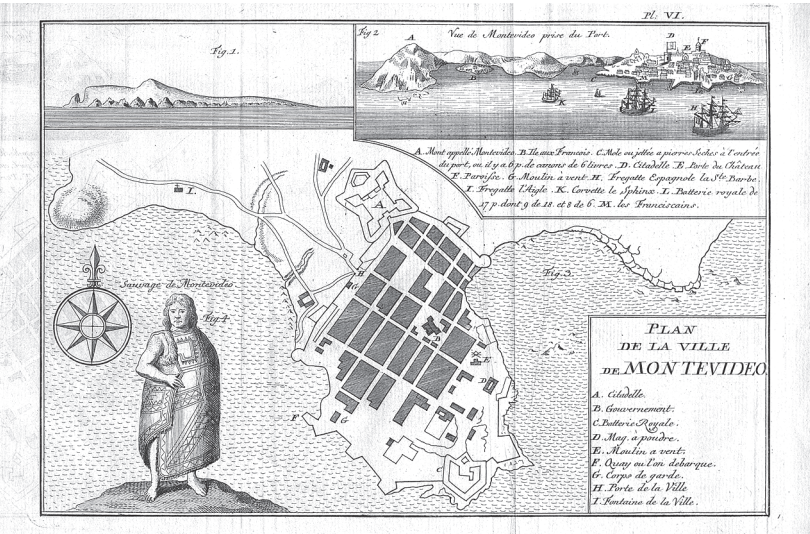 Pl: VI.
Fig. 1.
Fig 2
Vue de Montevideo prise du Port.
A
B
D
E
F
G
H
K
A. Mont appellé Montevideo. B. Ile aux Francois. C. Mole ou jettée a pierres Seches à l'entrée
du port, ou il y a 6 p. de canons de 6 livres. D. Citadelle E. Porte du Château
F. Paroisse. G. Moulin à vent. H. Fregatte Espagnole la Ste. Barbe.
I. Fregatte l'Aigle. K. Corvette le Sphinx. L. Batterie royale de
17 p. dont 9 de 18. et 8 de 6. M. les Franciscains.
I.
A
H
G
B
E
D
F
G
C
Fig. 3
Sauvage de Montevideo.
Fig. 4
PLAN
DE LA VILLE
DE MONTEVIDEO.
A. Citadelle.
B. Gouvernement.
C. Batterie Royale.
D. Mag. à poudre.
E. Moulin a vent.
F. Quay ou l'on debarque.
G. Corps de garde.
H. Porte de la Ville
I. Fontaine de la Ville.